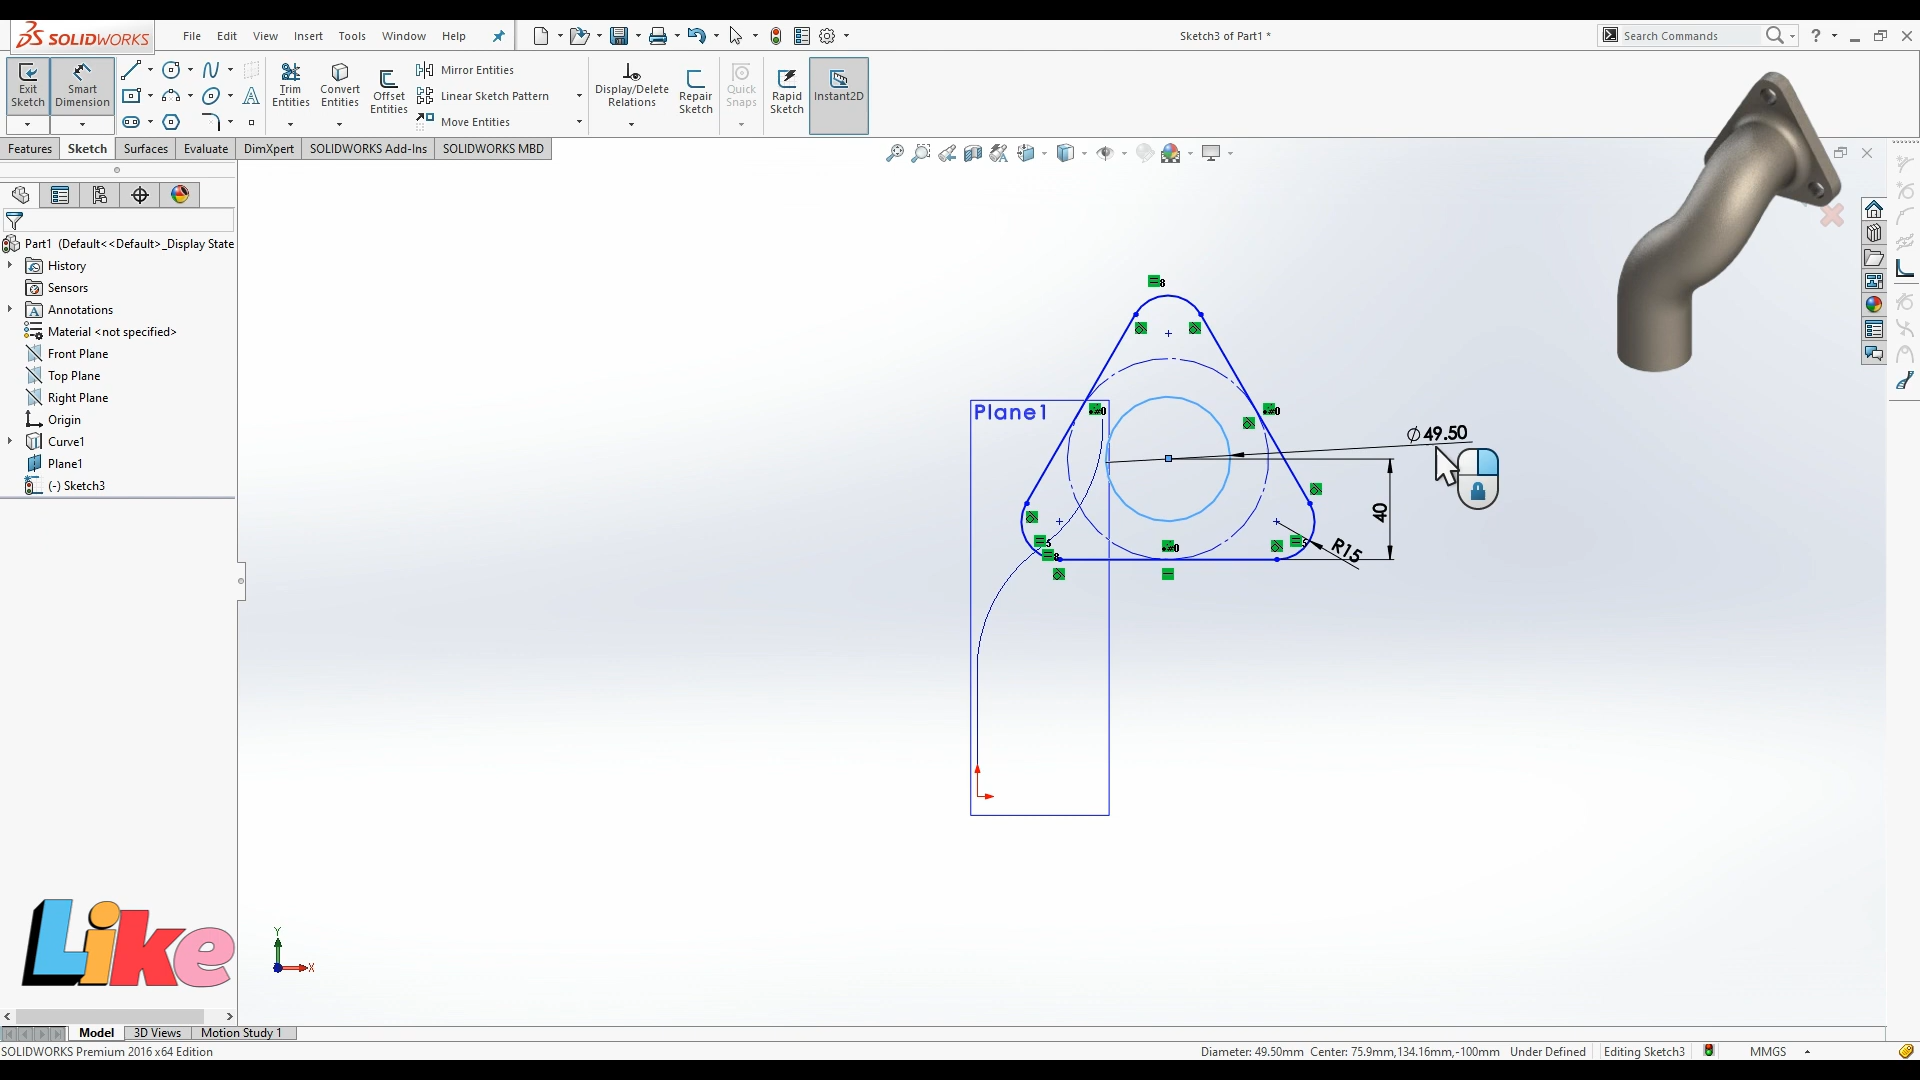 SOLIDWORKS
File Edit View Insert Tools Window Help
Sketch3 of Part1 *
Search Commands
Exit Sketch
Smart Dimension
Trim Entities
Convert Entities
Offset Entities
Mirror Entities
Linear Sketch Pattern
Move Entities
Display/Delete Relations
Repair Sketch
Quick Snaps
Rapid Sketch
Instant2D
Features Sketch Surfaces Evaluate DimXpert SOLIDWORKS Add-Ins SOLIDWORKS MBD
Part1 (Default<<Default>_Display State
History
Sensors
Annotations
Material <not specified>
Front Plane
Top Plane
Right Plane
Origin
Curve1
Plane1
(-) Sketch3
Plane1
8
Ø49.50
40
R15
5
8
5
Like
Y
X
Model 3D Views Motion Study 1
SOLIDWORKS Premium 2016 x64 Edition
Diameter: 49.50mm Center: 75.9mm,134.16mm,-100mm Under Defined Editing Sketch3 MMGS